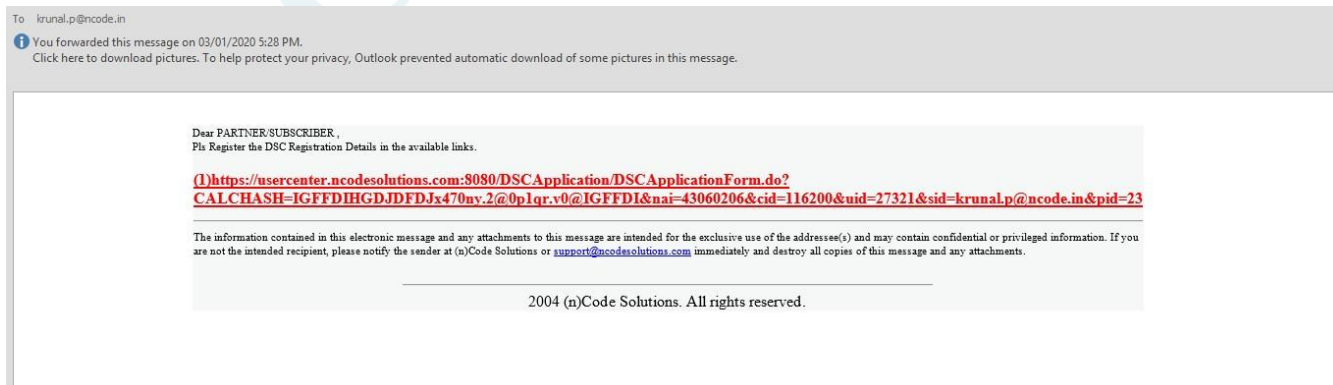 To krunal.p@ncode.in
You forwarded this message on 03/01/2020 5:28 PM.
Click here to download pictures. To help protect your privacy, Outlook prevented automatic download of some pictures in this message.
Dear PARTNER/SUBSCRIBER ,
Pls Register the DSC Registration Details in the available links.
(1)https://usercenter.ncodesolutions.com:8080/DSCApplication/DSCApplicationForm.do?
CALCHASH=IGFFDIHGDJDFDJx470ny.2@0p1qr.v0@IGFFDI&nai=43060206&cid=116200&uid=27321&sid=krunal.p@ncode.in&pid=23
The information contained in this electronic message and any attachments to this message are intended for the exclusive use of the addressee(s) and may contain confidential or privileged information. If you
are not the intended recipient, please notify the sender at (n)Code Solutions or support@ncodesolutions.com immediately and destroy all copies of this message and any attachments.
2004 (n)Code Solutions. All rights reserved.